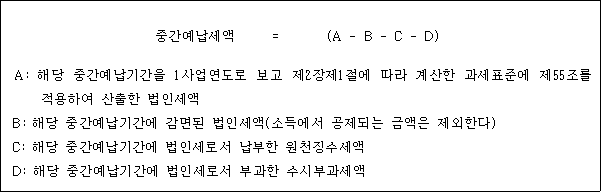 중간예납세액 = (A - B - C - D)
A: 해당 중간예납기간을 1사업연도로 보고 제2장제1절에 따라 계산한 과세표준에 제55조를
적용하여 산출한 법인세액
B: 해당 중간예납기간에 감면된 법인세액(소득에서 공제되는 금액은 제외한다)
C: 해당 중간예납기간에 법인세로서 납부한 원천징수세액
D: 해당 중간예납기간에 법인세로서 부과한 수시부과세액